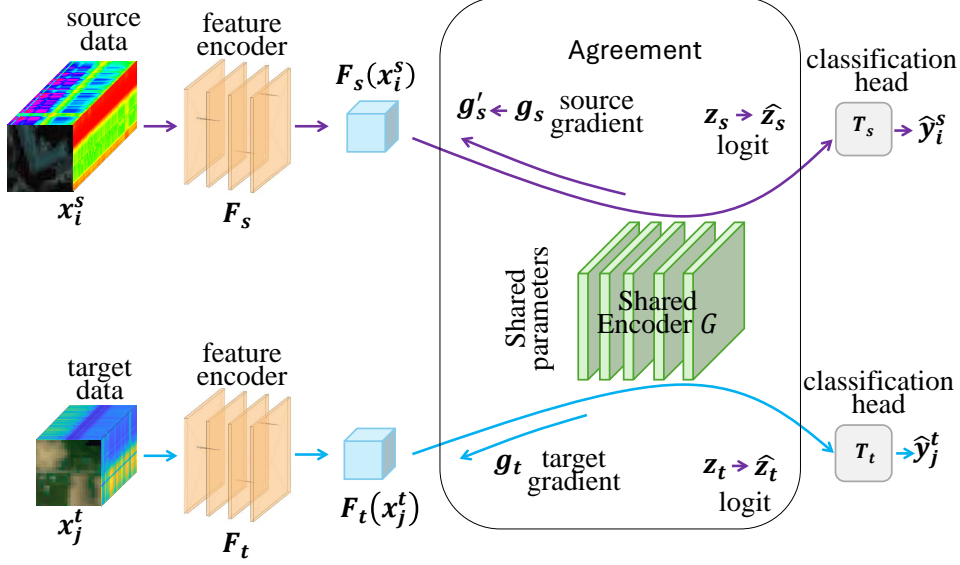 source
data
feature
encoder
F_s(x_i^s)
Agreement
classification
head
g'_s ← g_s source
gradient
z_s → ẑ_s
logit
T_s
ŷ_i^s
x_i^s
F_s
Shared
parameters
Shared
Encoder G
target
data
feature
encoder
classification
head
T_t
ŷ_j^t
g_t target
gradient
z_t → ẑ_t
logit
x_j^t
F_t
F_t(x_j^t)